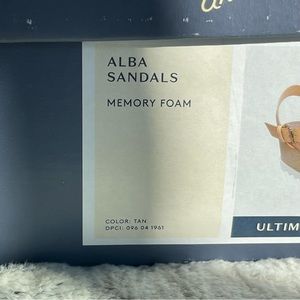 ALBA
SANDALS
MEMORY FOAM
COLOR: TAN
DPCI: 096 04 1961
ULTIM